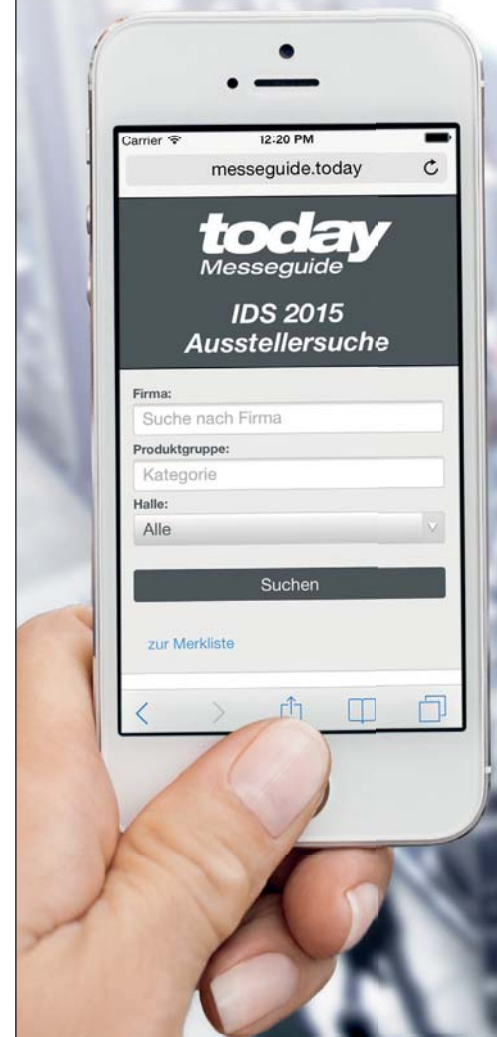 Carrier 12:20 PM
messeguide.today
today
Messeguide
IDS 2015
Ausstellersuche
Firma:
Suche nach Firma
Produktgruppe:
Kategorie
Halle:
Alle
Suchen
zur Merkliste